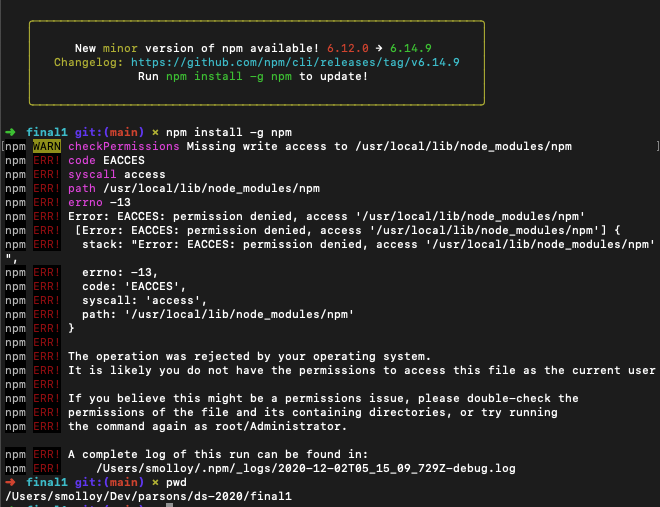 New minor version of npm available! 6.12.0 → 6.14.9
Changelog: https://github.com/npm/cli/releases/tag/v6.14.9
Run npm install -g npm to update!
→ final1 git:(main) × npm install -g npm
[npm WARN checkPermissions Missing write access to /usr/local/lib/node_modules/npm ]
npm ERR! code EACCES
npm ERR! syscall access
npm ERR! path /usr/local/lib/node_modules/npm
npm ERR! errno -13
npm ERR! Error: EACCES: permission denied, access '/usr/local/lib/node_modules/npm'
npm ERR!  [Error: EACCES: permission denied, access '/usr/local/lib/node_modules/npm'] {
npm ERR!   stack: "Error: EACCES: permission denied, access '/usr/local/lib/node_modules/npm'
",
npm ERR!   errno: -13,
npm ERR!   code: 'EACCES',
npm ERR!   syscall: 'access',
npm ERR!   path: '/usr/local/lib/node_modules/npm'
npm ERR! }
npm ERR!
npm ERR! The operation was rejected by your operating system.
npm ERR! It is likely you do not have the permissions to access this file as the current user
npm ERR!
npm ERR! If you believe this might be a permissions issue, please double-check the
npm ERR! permissions of the file and its containing directories, or try running
npm ERR! the command again as root/Administrator.
npm ERR! A complete log of this run can be found in:
npm ERR!     /Users/smolloy/.npm/_logs/2020-12-02T05_15_09_729Z-debug.log
→ final1 git:(main) × pwd
/Users/smolloy/Dev/parsons/ds-2020/final1